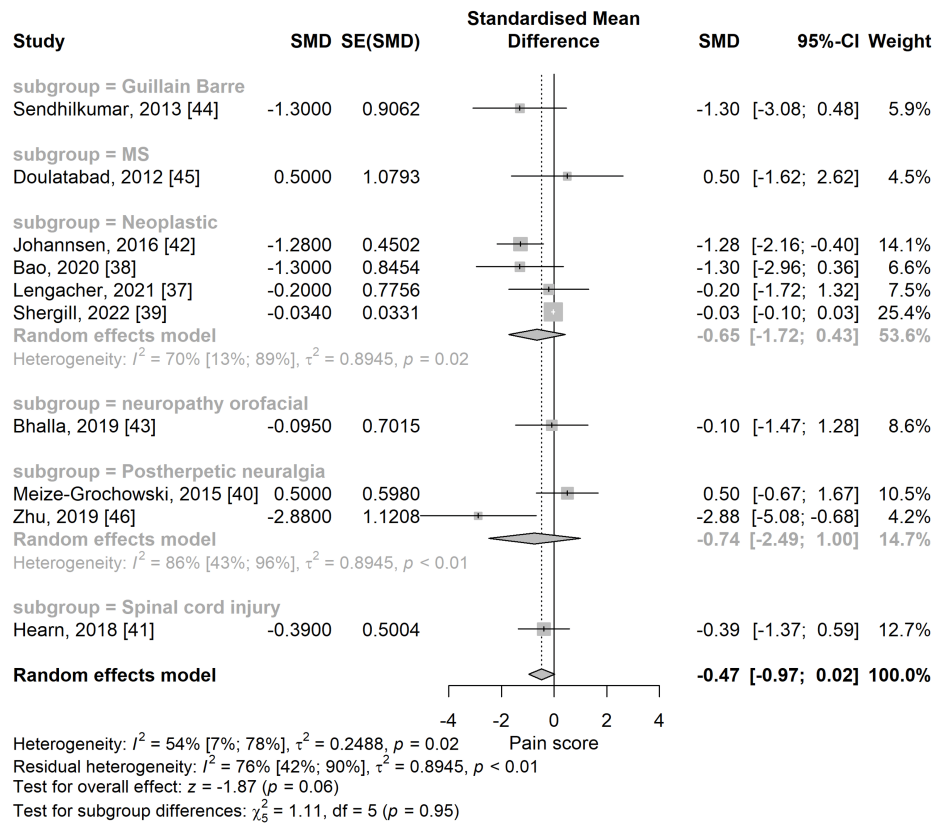 Standardised Mean
Study SMD SE(SMD) Difference SMD 95%-CI Weight
subgroup = Guillain Barre
Sendhilkumar, 2013 [44] -1.3000 0.9062 -1.30 [-3.08; 0.48] 5.9%
subgroup = MS
Doulatabad, 2012 [45] 0.5000 1.0793 0.50 [-1.62; 2.62] 4.5%
subgroup = Neoplastic
Johannsen, 2016 [42] -1.2800 0.4502 -1.28 [-2.16; -0.40] 14.1%
Bao, 2020 [38] -1.3000 0.8454 -1.30 [-2.96; 0.36] 6.6%
Lengacher, 2021 [37] -0.2000 0.7756 -0.20 [-1.72; 1.32] 7.5%
Shergill, 2022 [39] -0.0340 0.0331 -0.03 [-0.10; 0.03] 25.4%
Random effects model -0.65 [-1.72; 0.43] 53.6%
Heterogeneity: I² = 70% [13%; 89%], τ² = 0.8945, p = 0.02
subgroup = neuropathy orofacial
Bhalla, 2019 [43] -0.0950 0.7015 -0.10 [-1.47; 1.28] 8.6%
subgroup = Postherpetic neuralgia
Meize-Grochowski, 2015 [40] 0.5000 0.5980 0.50 [-0.67; 1.67] 10.5%
Zhu, 2019 [46] -2.8800 1.1208 -2.88 [-5.08; -0.68] 4.2%
Random effects model -0.74 [-2.49; 1.00] 14.7%
Heterogeneity: I² = 86% [43%; 96%], τ² = 0.8945, p < 0.01
subgroup = Spinal cord injury
Hearn, 2018 [41] -0.3900 0.5004 -0.39 [-1.37; 0.59] 12.7%
Random effects model -0.47 [-0.97; 0.02] 100.0%
-4 -2 0 2 4
Pain score
Heterogeneity: I² = 54% [7%; 78%], τ² = 0.2488, p = 0.02
Residual heterogeneity: I² = 76% [42%; 90%], τ² = 0.8945, p < 0.01
Test for overall effect: z = -1.87 (p = 0.06)
Test for subgroup differences: χ²₅ = 1.11, df = 5 (p = 0.95)